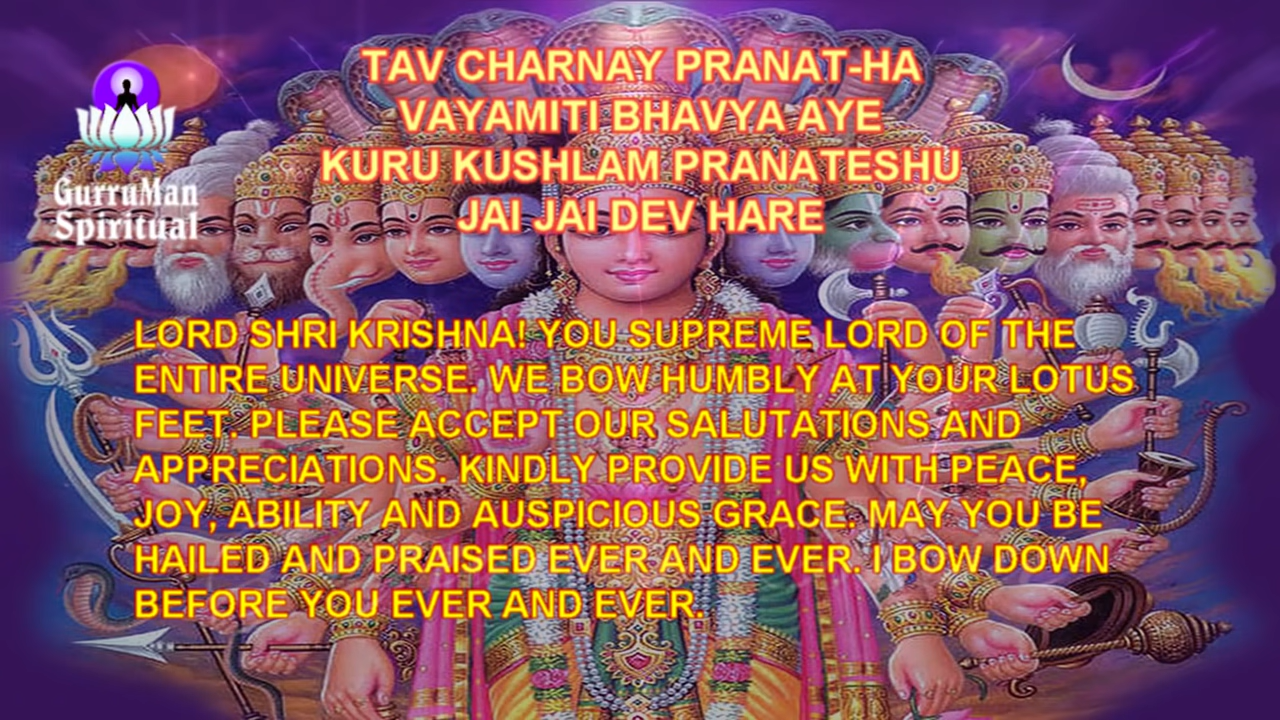 TAV CHARNAY PRANAT-HA
VAYAMITI BHAVYA AYE
KURU KUSHLAM PRANATESHU
JAI JAI DEV HARE
GurruMan
Spiritual
LORD SHRI KRISHNA! YOU SUPREME LORD OF THE
ENTIRE UNIVERSE. WE BOW HUMBLY AT YOUR LOTUS
FEET. PLEASE ACCEPT OUR SALUTATIONS AND
APPRECIATIONS. KINDLY PROVIDE US WITH PEACE,
JOY, ABILITY AND AUSPICIOUS GRACE. MAY YOU BE
HAILED AND PRAISED EVER AND EVER. I BOW DOWN
BEFORE YOU EVER AND EVER.